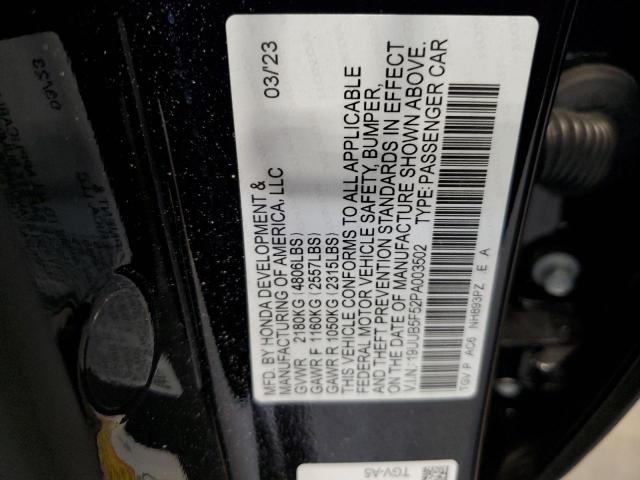 MFD. BY HONDA DEVELOPMENT & 03/'23
MANUFACTURING OF AMERICA, LLC
GVWR 2180KG (4806LBS)
GAWR F 1160KG (2557LBS)
GAWR R 1050KG (2315LBS)
THIS VEHICLE CONFORMS TO ALL APPLICABLE
FEDERAL MOTOR VEHICLE SAFETY, BUMPER,
AND THEFT PREVENTION STANDARDS IN EFFECT
ON THE DATE OF MANUFACTURE SHOWN ABOVE.
V.I.N.: 19UUB5F52PA003502 TYPE: PASSENGER CAR
TGV P AC6 NH893PZ E A
TGV-A5